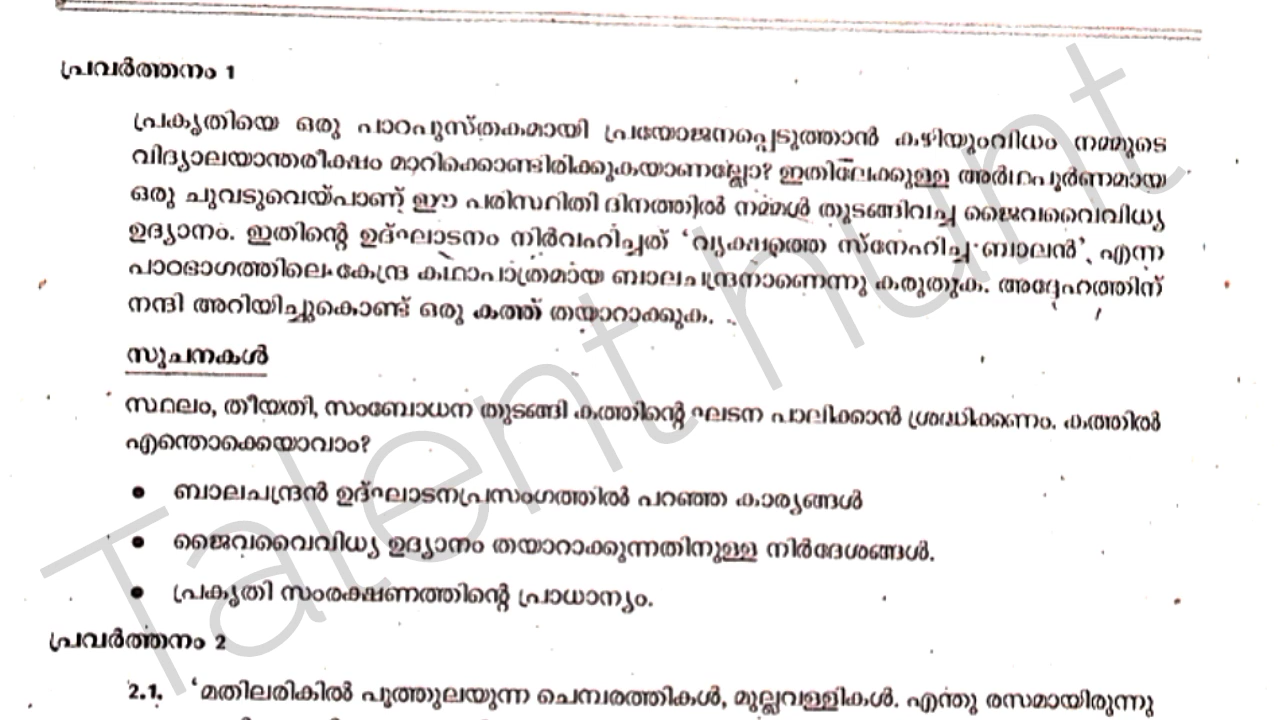 പ്രവർത്തനം 1
പ്രകൃതിയെ ഒരു പാഠപുസ്തകമായി പ്രയോജനപ്പെടുത്താൻ കഴിയുംവിധം നമ്മുടെ
വിദ്യാലയാന്തരീക്ഷം മാറിക്കൊണ്ടിരിക്കുകയാണല്ലോ? ഇതിലേക്കുള്ള അർഥപൂർണമായ
ഒരു ചുവടുവെയ്പാണ് ഈ പരിസ്ഥിതി ദിനത്തിൽ നമ്മൾ തുടങ്ങിവച്ച ജൈവവൈവിധ്യ
ഉദ്യാനം. ഇതിന്റെ ഉദ്ഘാടനം നിർവഹിച്ചത് 'വൃക്ഷത്തെ സ്നേഹിച്ച ബാലൻ', എന്ന
പാഠഭാഗത്തിലെ കേന്ദ്ര കഥാപാത്രമായ ബാലചന്ദ്രനാണെന്നു കരുതുക. അദ്ദേഹത്തിന്
നന്ദി അറിയിച്ചുകൊണ്ട് ഒരു കത്ത് തയാറാക്കുക.
സൂചനകൾ
സ്ഥലം, തീയതി, സംബോധന തുടങ്ങി കത്തിന്റെ ഘടന പാലിക്കാൻ ശ്രദ്ധിക്കണം. കത്തിൽ
എന്തൊക്കെയാവാം?
• ബാലചന്ദ്രൻ ഉദ്ഘാടനപ്രസംഗത്തിൽ പറഞ്ഞ കാര്യങ്ങൾ
• ജൈവവൈവിധ്യ ഉദ്യാനം തയാറാക്കുന്നതിനുള്ള നിർദേശങ്ങൾ.
• പ്രകൃതി സംരക്ഷണത്തിന്റെ പ്രാധാന്യം.
പ്രവർത്തനം 2
2.1. 'മതിലരികിൽ പൂത്തുലയുന്ന ചെമ്പരത്തികൾ, മുല്ലവള്ളികൾ. എന്തു രസമായിരുന്നു
Talent hunt